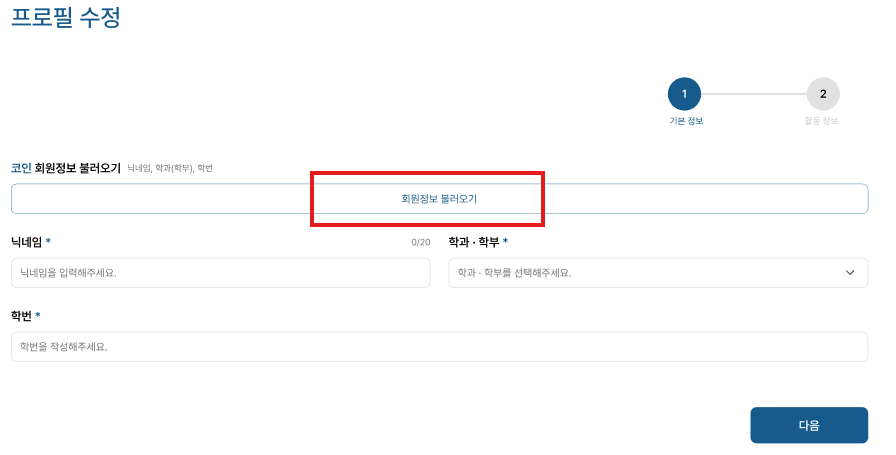 프로필 수정
1
2
기본 정보
활동 정보
코인 회원정보 불러오기 닉네임, 학과(학부), 학번
회원정보 불러오기
닉네임 * 0/20
학과 · 학부 *
닉네임을 입력해주세요.
학과 · 학부를 선택해주세요.
학번 *
학번을 작성해주세요.
다음